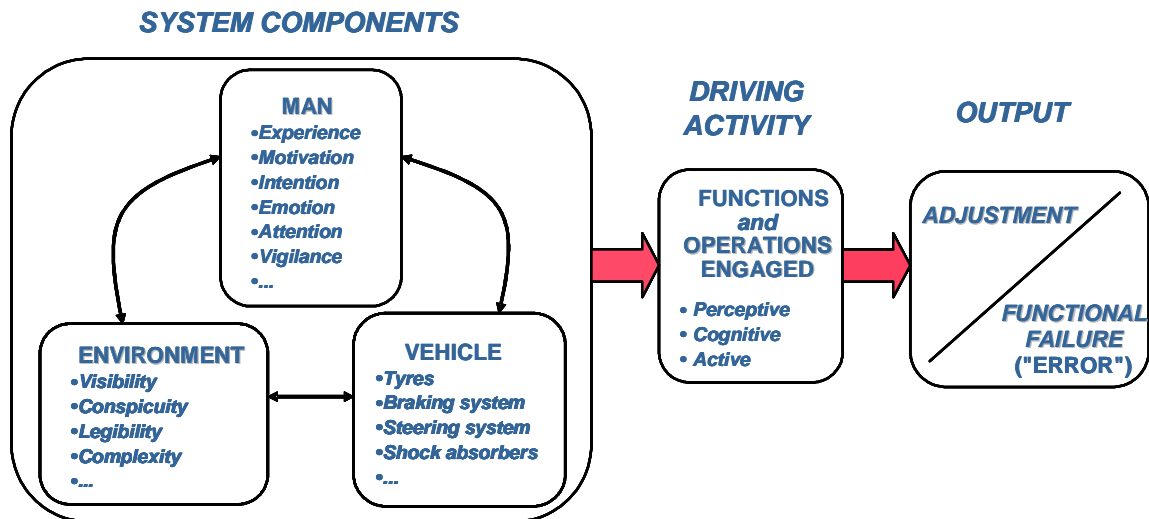 SYSTEM COMPONENTS
MAN
•Experience
•Motivation
•Intention
•Emotion
•Attention
•Vigilance
•...
ENVIRONMENT
•Visibility
•Conspicuity
•Legibility
•Complexity
•...
VEHICLE
•Tyres
•Braking system
•Steering system
•Shock absorbers
•...
DRIVING
ACTIVITY
FUNCTIONS
and
OPERATIONS
ENGAGED
• Perceptive
• Cognitive
• Active
OUTPUT
ADJUSTMENT
FUNCTIONAL
FAILURE
("ERROR")